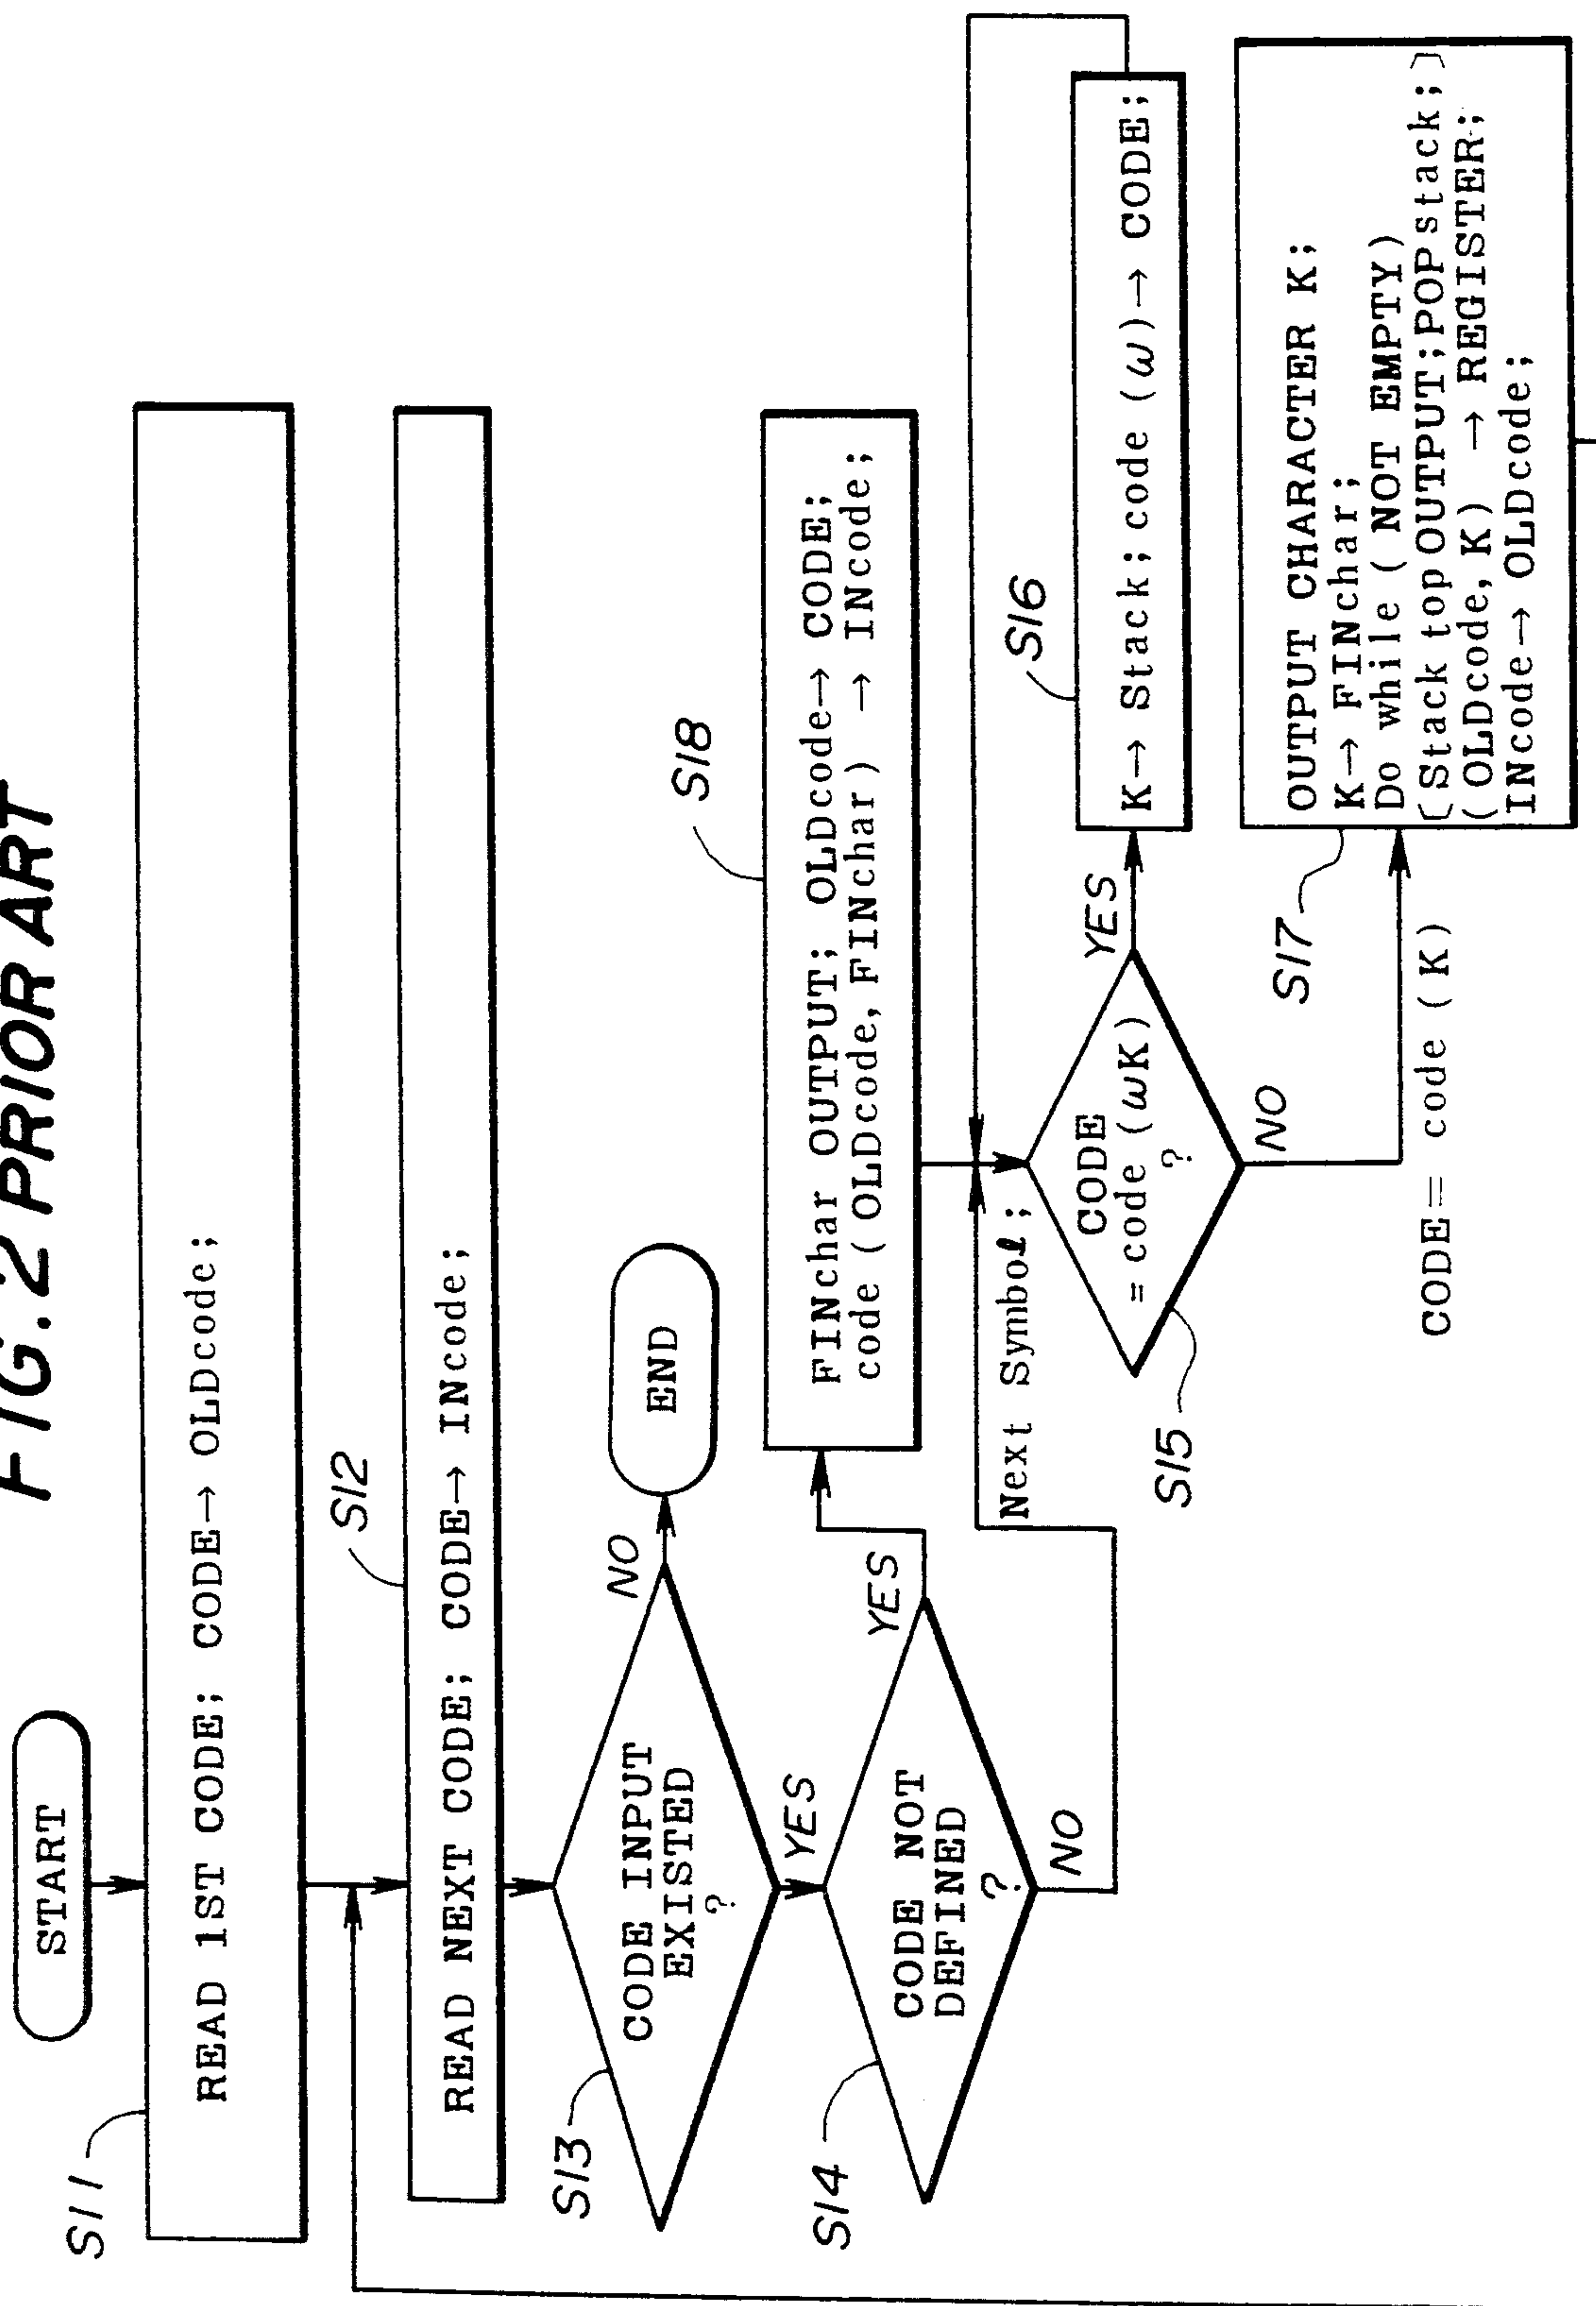 FIG. 2 PRIOR ART
START
S11
READ 1ST CODE; CODE→ OLDcode;
S12
READ NEXT CODE; CODE→ INcode;
S13
CODE INPUT
EXISTED
?
NO
END
YES
S14
CODE NOT
DEFINED
?
YES
NO
S18
FINchar OUTPUT; OLDcode→ CODE;
code ( OLDcode, FINchar ) → INcode;
Next Symbol;
S15
CODE
= code (ωK)
?
YES
S16
K→ Stack; code (ω)→ CODE;
NO
CODE= code (K)
S17
OUTPUT CHARACTER K;
K→ FINchar;
Do while ( NOT EMPTY)
{Stack top OUTPUT; POP stack; }
( OLDcode, K ) → REGISTER;
INcode→ OLDcode;